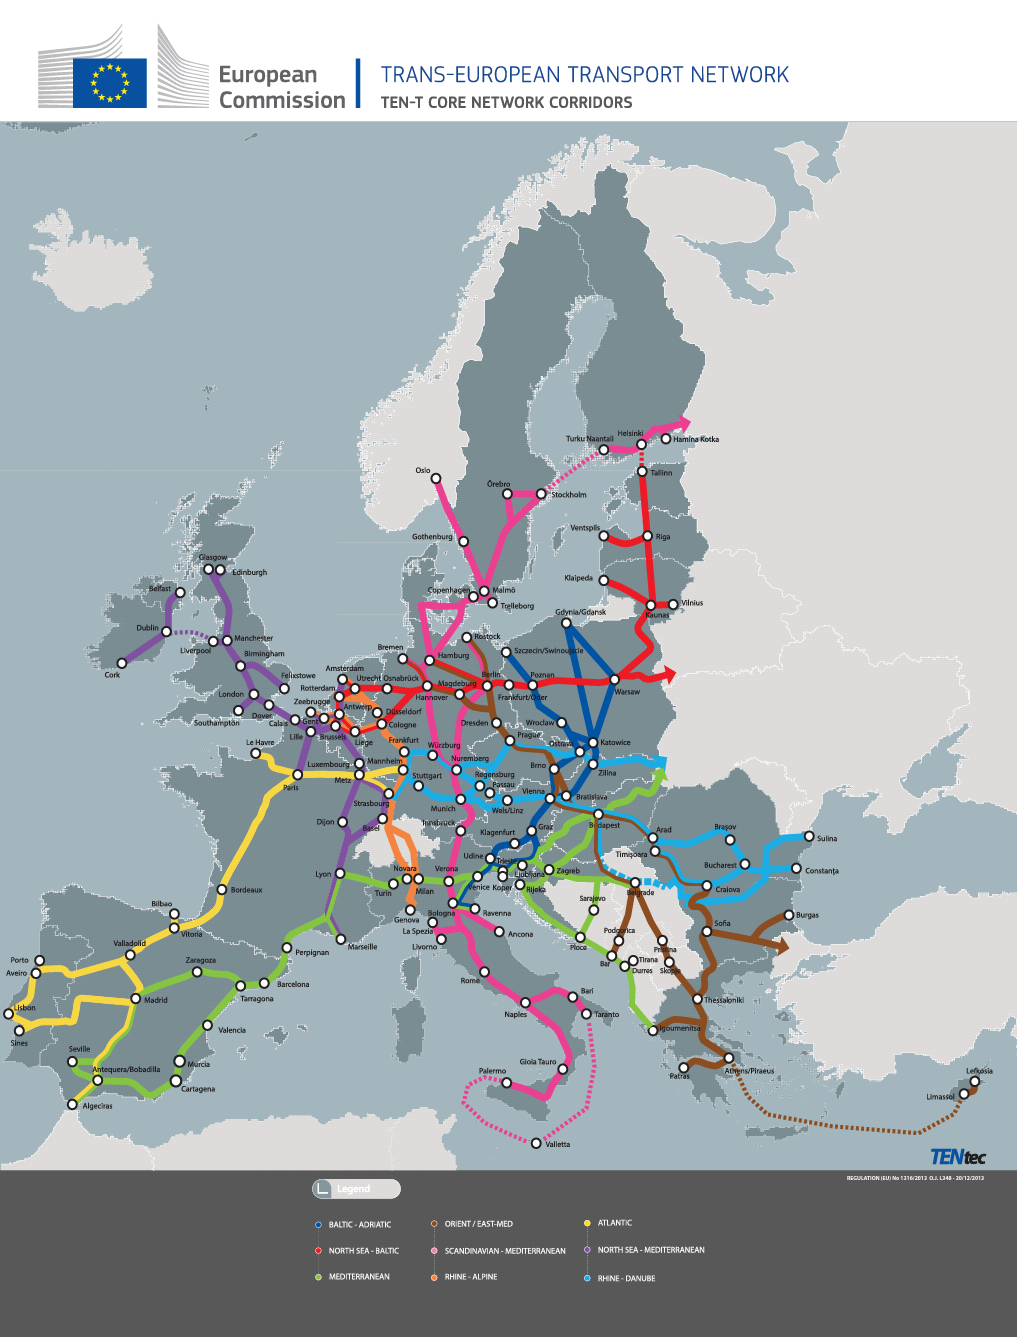 European
Commission
TRANS-EUROPEAN TRANSPORT NETWORK
TEN-T CORE NETWORK CORRIDORS
Helsinki
Turku Naantali
Hamina Kotka
Oslo
Tallinn
Örebro
Stockholm
Ventspils
Gothenburg
Riga
Glasgow
Edinburgh
Klaipeda
Belfast
Copenhagen
Malmö
Trelleborg
Vilnius
Gdynia/Gdansk
Kaunas
Dublin
Manchester
Rostock
Liverpool
Birmingham
Bremen
Hamburg
Szczecin/Swinoujscie
Cork
Felixstowe
Amsterdam
Utrecht
Osnabrück
Berlin
Poznan
London
Rotterdam
Magdeburg
Warsaw
Hannover
Frankfurt/Oder
Zeebrugge
Antwerp
Southampton
Dover
Düsseldorf
Calais
Gent
Cologne
Dresden
Wroclaw
Lille
Brussels
Liege
Prague
Le Havre
Frankfurt
Würzburg
Ostrava
Katowice
Luxembourg
Mannheim
Nuremberg
Brno
Zilina
Metz
Stuttgart
Regensburg
Paris
Passau
Strasbourg
Vienna
Bratislava
Munich
Wels/Linz
Dijon
Basel
Innsbruck
Graz
Budapest
Klagenfurt
Arad
Braşov
Sulina
Udine
Trieste
Timişoara
Lyon
Novara
Verona
Ljubljana
Zagreb
Bucharest
Constanța
Turin
Milan
Venice
Koper
Rijeka
Belgrade
Craiova
Bordeaux
Sarajevo
Bilbao
Genova
Bologna
Ravenna
Burgas
Vitoria
La Spezia
Ancona
Podgorica
Sofia
Valladolid
Marseille
Livorno
Ploce
Pristina
Perpignan
Porto
Zaragoza
Bar
Tirana
Skopje
Aveiro
Durres
Rome
Barcelona
Tarragona
Bari
Madrid
Thessaloniki
Lisbon
Naples
Taranto
Valencia
Igoumenitsa
Sines
Seville
Murcia
Gioia Tauro
Antequera/Bobadilla
Palermo
Patras
Athens/Piraeus
Lefkosia
Cartagena
Limassol
Algeciras
Valletta
TENtec
REGULATION (EU) No 1316/2013 O.J. L348 - 20/12/2013
Legend
BALTIC - ADRIATIC
ORIENT / EAST-MED
ATLANTIC
NORTH SEA - BALTIC
SCANDINAVIAN - MEDITERRANEAN
NORTH SEA - MEDITERRANEAN
MEDITERRANEAN
RHINE - ALPINE
RHINE - DANUBE